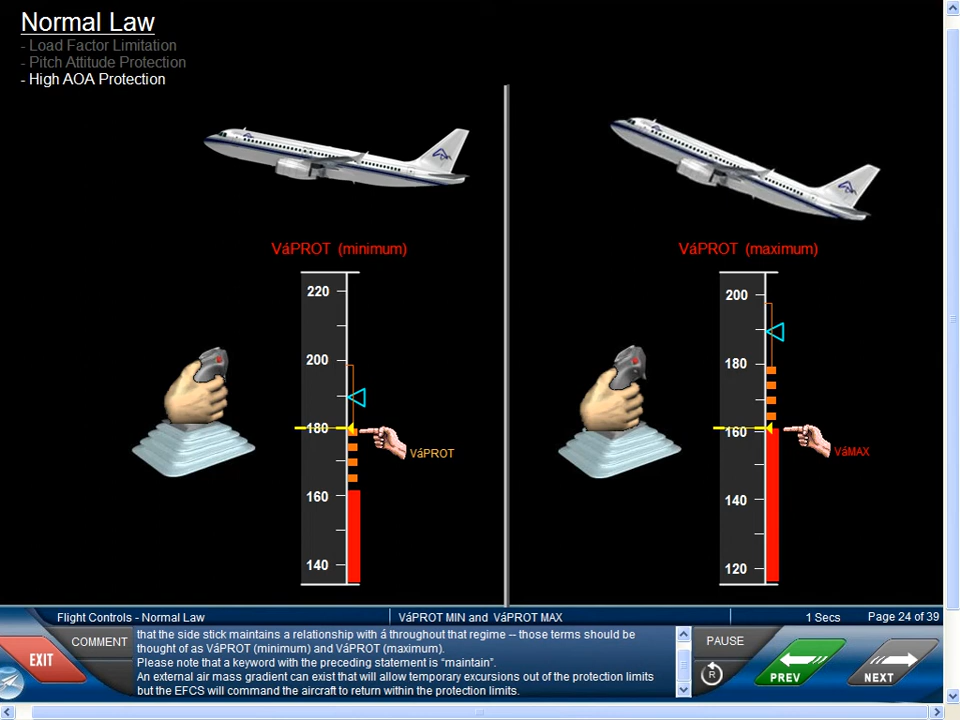 Normal Law
- Load Factor Limitation
- Pitch Attitude Protection
- High AOA Protection
VáPROT (minimum)
VáPROT (maximum)
220
200
180
160
140
VáPROT
200
180
160
140
120
VáMAX
Flight Controls - Normal Law
VáPROT MIN and VáPROT MAX
1 Secs
Page 24 of 39
EXIT
COMMENT
that the side stick maintains a relationship with á throughout that regime -- those terms should be
thought of as VáPROT (minimum) and VáPROT (maximum).
Please note that a keyword with the preceding statement is “maintain”.
An external air mass gradient can exist that will allow temporary excursions out of the protection limits
but the EFCS will command the aircraft to return within the protection limits.
PAUSE
R
PREV
NEXT